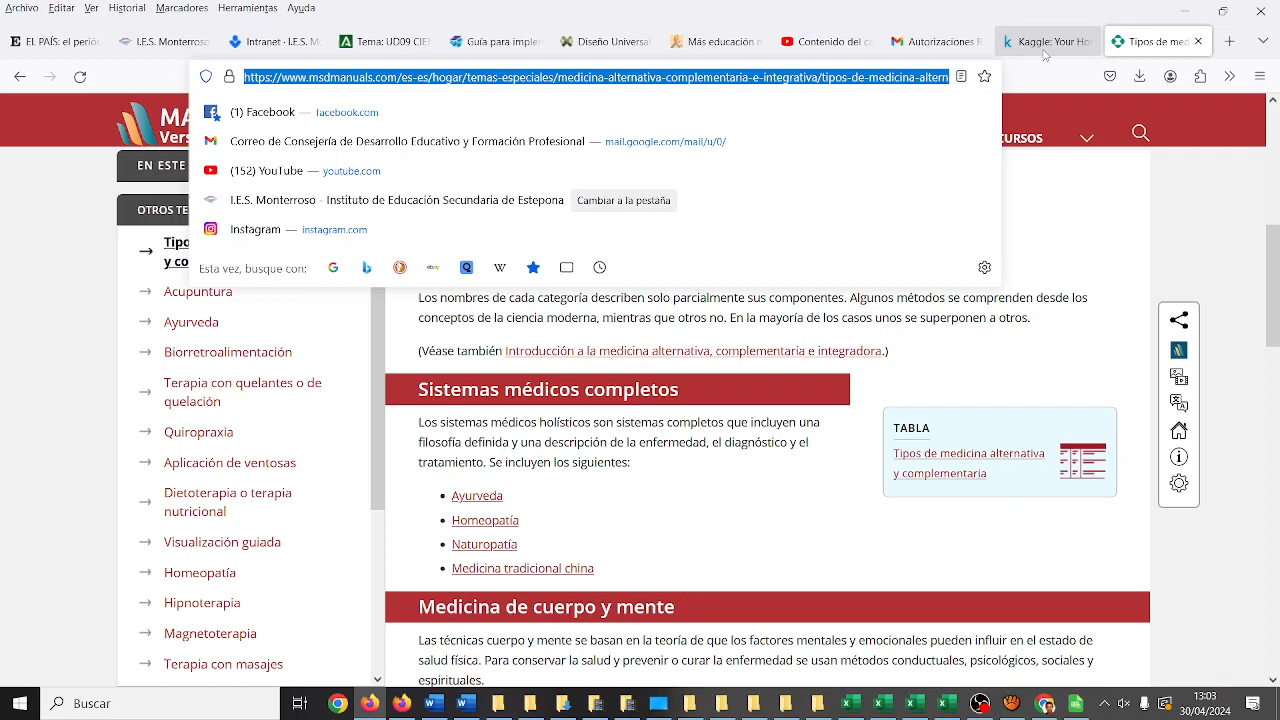 Archivo Editar Ver Historial Marcadores Herramientas Ayuda
EL PAÍS: el perió
I.E.S. Monterroso
Intranet - I.E.S. M
Tema: UD09 CIE
Guía para imple
Diseño Universal
Más educación n
Contenido del ca
Autorizaciones R
Kaggle: Your Ho
Tipos de med
https://www.msdmanuals.com/es-es/hogar/temas-especiales/medicina-alternativa-complementaria-e-integrativa/tipos-de-medicina-altern
(1) Facebook — facebook.com
Correo de Consejería de Desarrollo Educativo y Formación Profesional — mail.google.com/mail/u/0/
(152) YouTube — youtube.com
I.E.S. Monterroso - Instituto de Educación Secundaria de Estepona Cambiar a la pestaña
Instagram — instagram.com
Esta vez, busque con:
MA
Vers
CURSOS
EN ESTE
OTROS TE
Tipo
y co
Acupuntura
Ayurveda
Biorretroalimentación
Terapia con quelantes o de
quelación
Quiropraxia
Aplicación de ventosas
Dietoterapia o terapia
nutricional
Visualización guiada
Homeopatía
Hipnoterapia
Magnetoterapia
Terapia con masajes
Los nombres de cada categoría describen solo parcialmente sus componentes. Algunos métodos se comprenden desde los
conceptos de la ciencia moderna, mientras que otros no. En la mayoría de los casos unos se superponen a otros.
(Véase también Introducción a la medicina alternativa, complementaria e integradora.)
Sistemas médicos completos
Los sistemas médicos holísticos son sistemas completos que incluyen una
filosofía definida y una descripción de la enfermedad, el diagnóstico y el
tratamiento. Se incluyen los siguientes:
Ayurveda
Homeopatía
Naturopatía
Medicina tradicional china
TABLA
Tipos de medicina alternativa
y complementaria
Medicina de cuerpo y mente
Las técnicas cuerpo y mente se basan en la teoría de que los factores mentales y emocionales pueden influir en el estado de
salud física. Para conservar la salud y prevenir o curar la enfermedad se usan métodos conductuales, psicológicos, sociales y
espirituales.
Buscar
13:03
30/04/2024